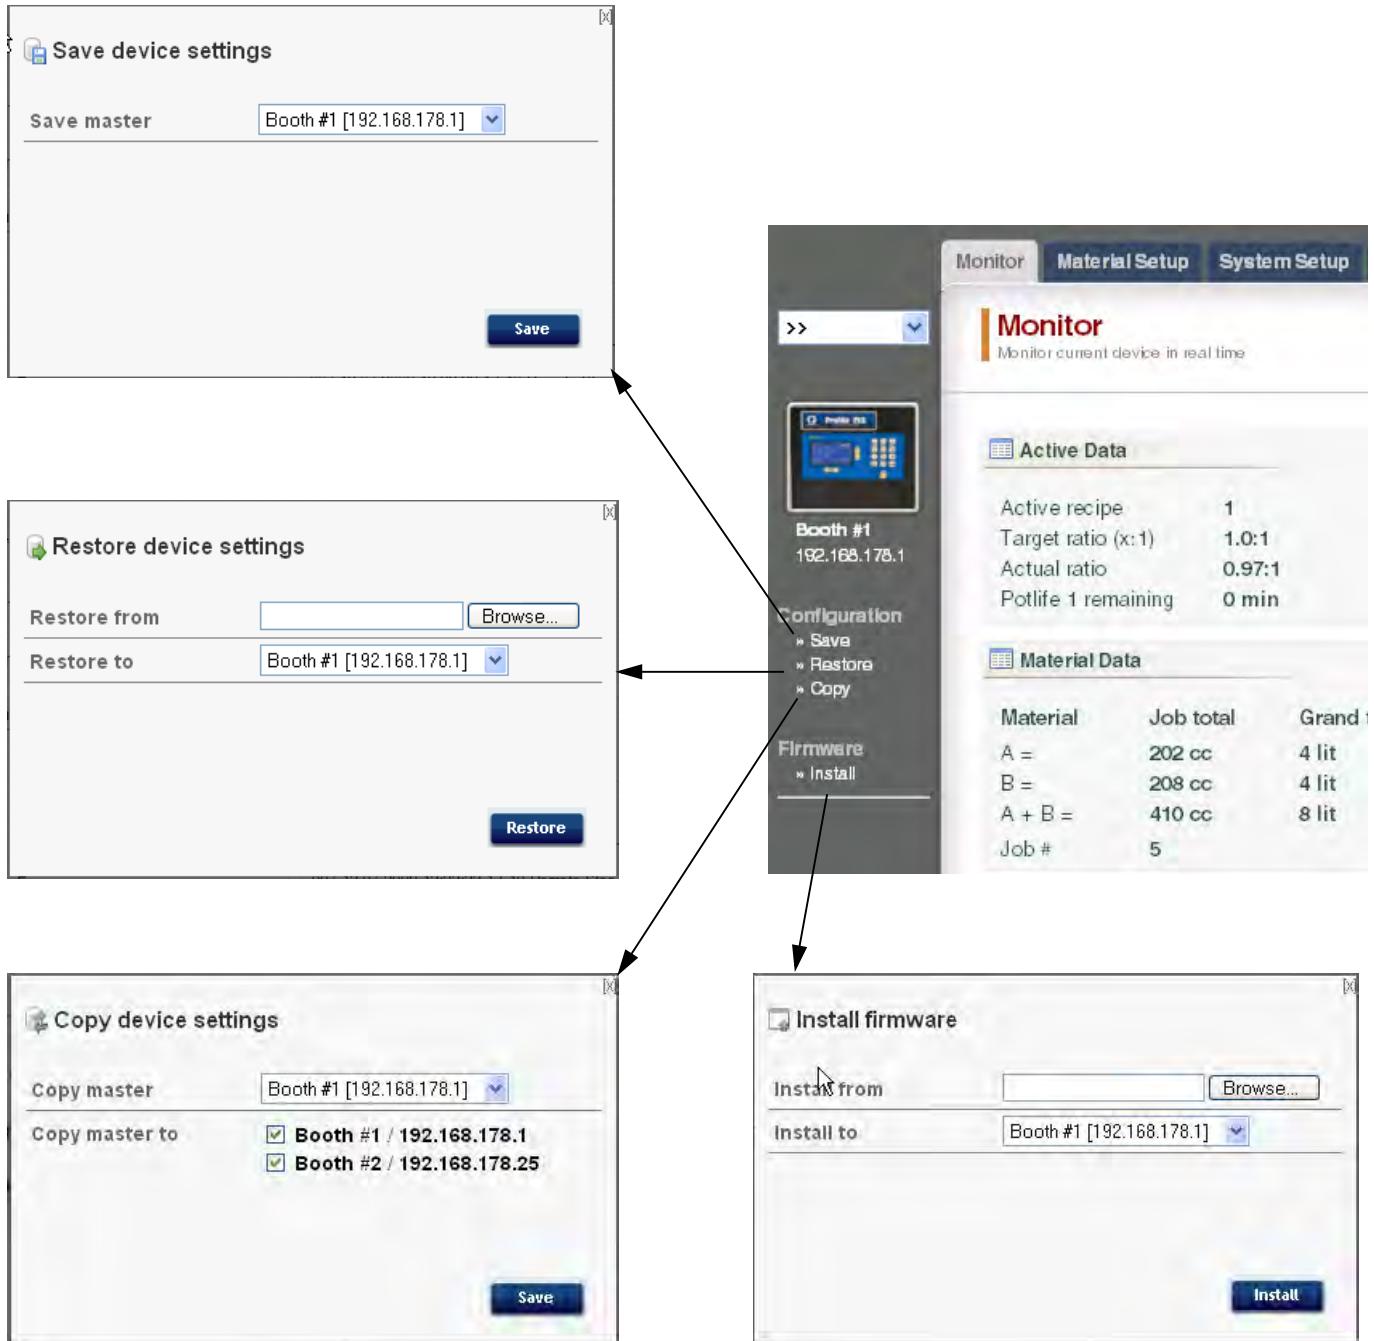 [x]
Save device settings
Save master Booth #1 [192.168.178.1]
Save
[x]
Restore device settings
Restore from Browse...
Restore to Booth #1 [192.168.178.1]
Restore
[x]
Copy device settings
Copy master Booth #1 [192.168.178.1]
Copy master to Booth #1 / 192.168.178.1
Booth #2 / 192.168.178.25
Save
Monitor Material Setup System Setup
>>
Monitor
Monitor current device in real time
Booth #1
192.168.178.1
Configuration
» Save
» Restore
» Copy
Firmware
» Install
Active Data
Active recipe 1
Target ratio (x:1) 1.0:1
Actual ratio 0.97:1
Potlife 1 remaining 0 min
Material Data
Material Job total Grand
A = 202 cc 4 lit
B = 208 cc 4 lit
A + B = 410 cc 8 lit
Job # 5
[x]
Install firmware
Install from Browse...
Install to Booth #1 [192.168.178.1]
Install